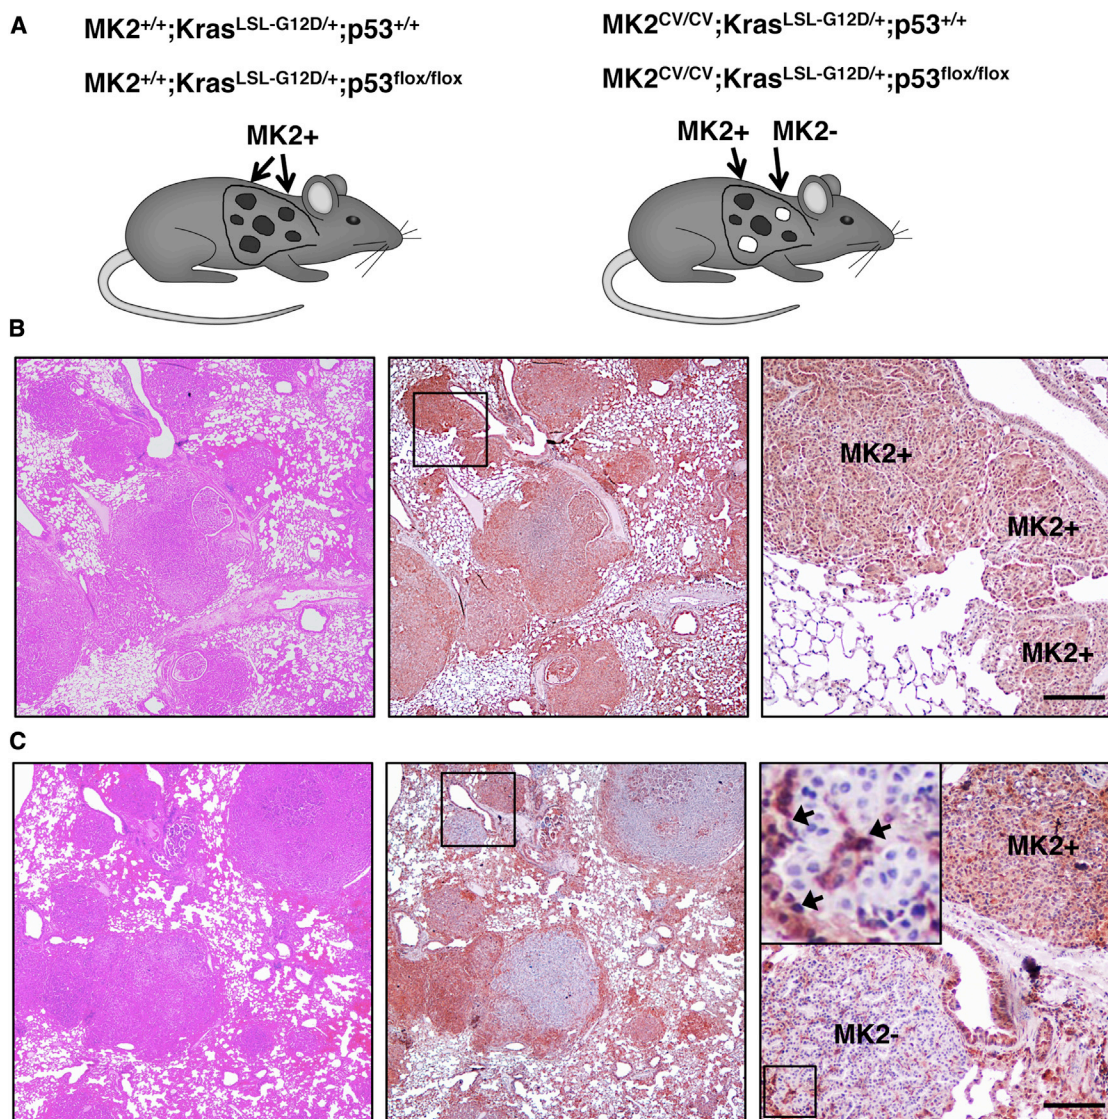 A
MK2+/+;KrasLSL-G12D/+;p53+/+
MK2+/+;KrasLSL-G12D/+;p53flox/flox
MK2+
MK2CV/CV;KrasLSL-G12D/+;p53+/+
MK2CV/CV;KrasLSL-G12D/+;p53flox/flox
MK2+ MK2-
B
MK2+
MK2+
MK2+
C
MK2+
MK2-